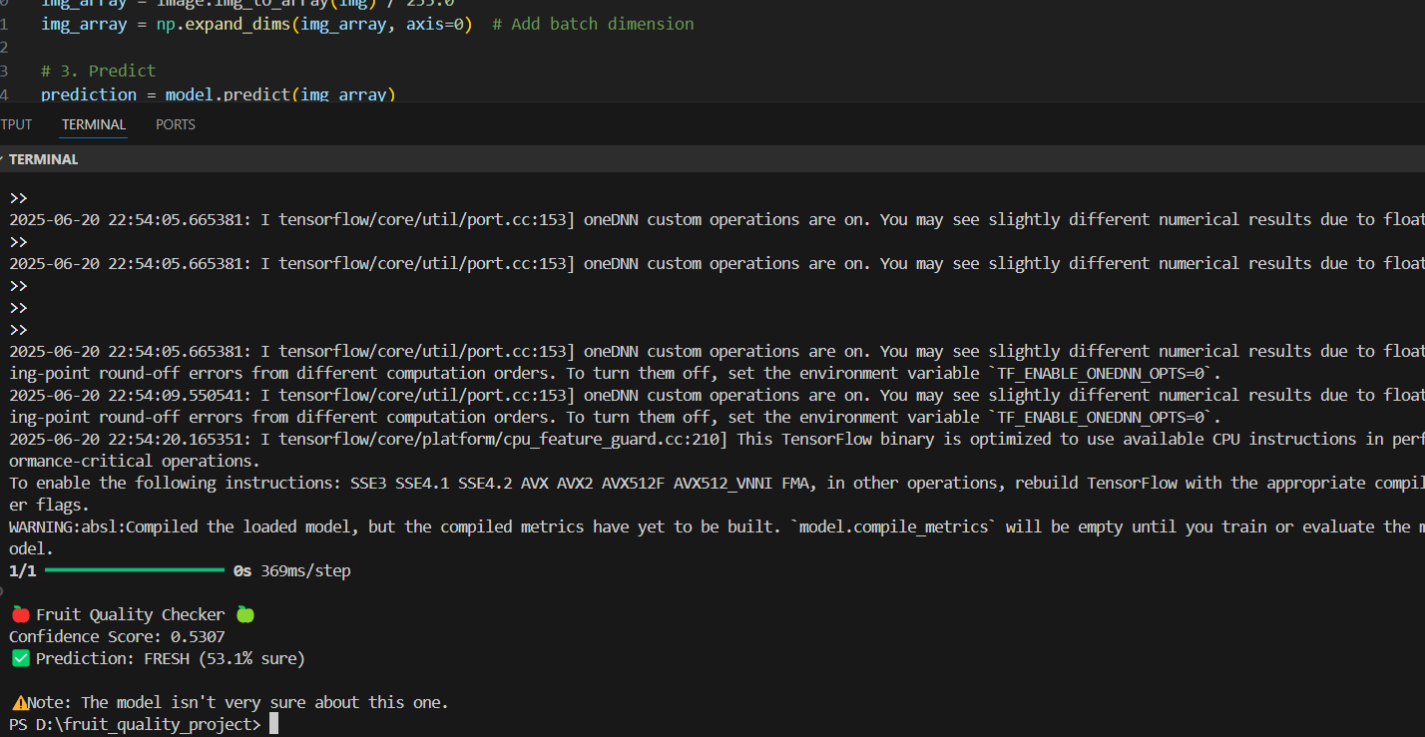 img_array = image.img_to_array(img) / 255.0
1 img_array = np.expand_dims(img_array, axis=0) # Add batch dimension
2
3 # 3. Predict
4 prediction = model.predict(img_array)
TPUT TERMINAL PORTS
TERMINAL
>>
2025-06-20 22:54:05.665381: I tensorflow/core/util/port.cc:153] oneDNN custom operations are on. You may see slightly different numerical results due to float
>>
2025-06-20 22:54:05.665381: I tensorflow/core/util/port.cc:153] oneDNN custom operations are on. You may see slightly different numerical results due to float
>>
>>
>>
2025-06-20 22:54:05.665381: I tensorflow/core/util/port.cc:153] oneDNN custom operations are on. You may see slightly different numerical results due to float
ing-point round-off errors from different computation orders. To turn them off, set the environment variable `TF_ENABLE_ONEDNN_OPTS=0`.
2025-06-20 22:54:09.550541: I tensorflow/core/util/port.cc:153] oneDNN custom operations are on. You may see slightly different numerical results due to float
ing-point round-off errors from different computation orders. To turn them off, set the environment variable `TF_ENABLE_ONEDNN_OPTS=0`.
2025-06-20 22:54:20.165351: I tensorflow/core/platform/cpu_feature_guard.cc:210] This TensorFlow binary is optimized to use available CPU instructions in perf
ormance-critical operations.
To enable the following instructions: SSE3 SSE4.1 SSE4.2 AVX AVX2 AVX512F AVX512_VNNI FMA, in other operations, rebuild TensorFlow with the appropriate compil
er flags.
WARNING:absl:Compiled the loaded model, but the compiled metrics have yet to be built. `model.compile_metrics` will be empty until you train or evaluate the m
odel.
1/1 0s 369ms/step
🍎 Fruit Quality Checker 🍏
Confidence Score: 0.5307
✅ Prediction: FRESH (53.1% sure)
⚠️Note: The model isn't very sure about this one.
PS D:\fruit_quality_project>